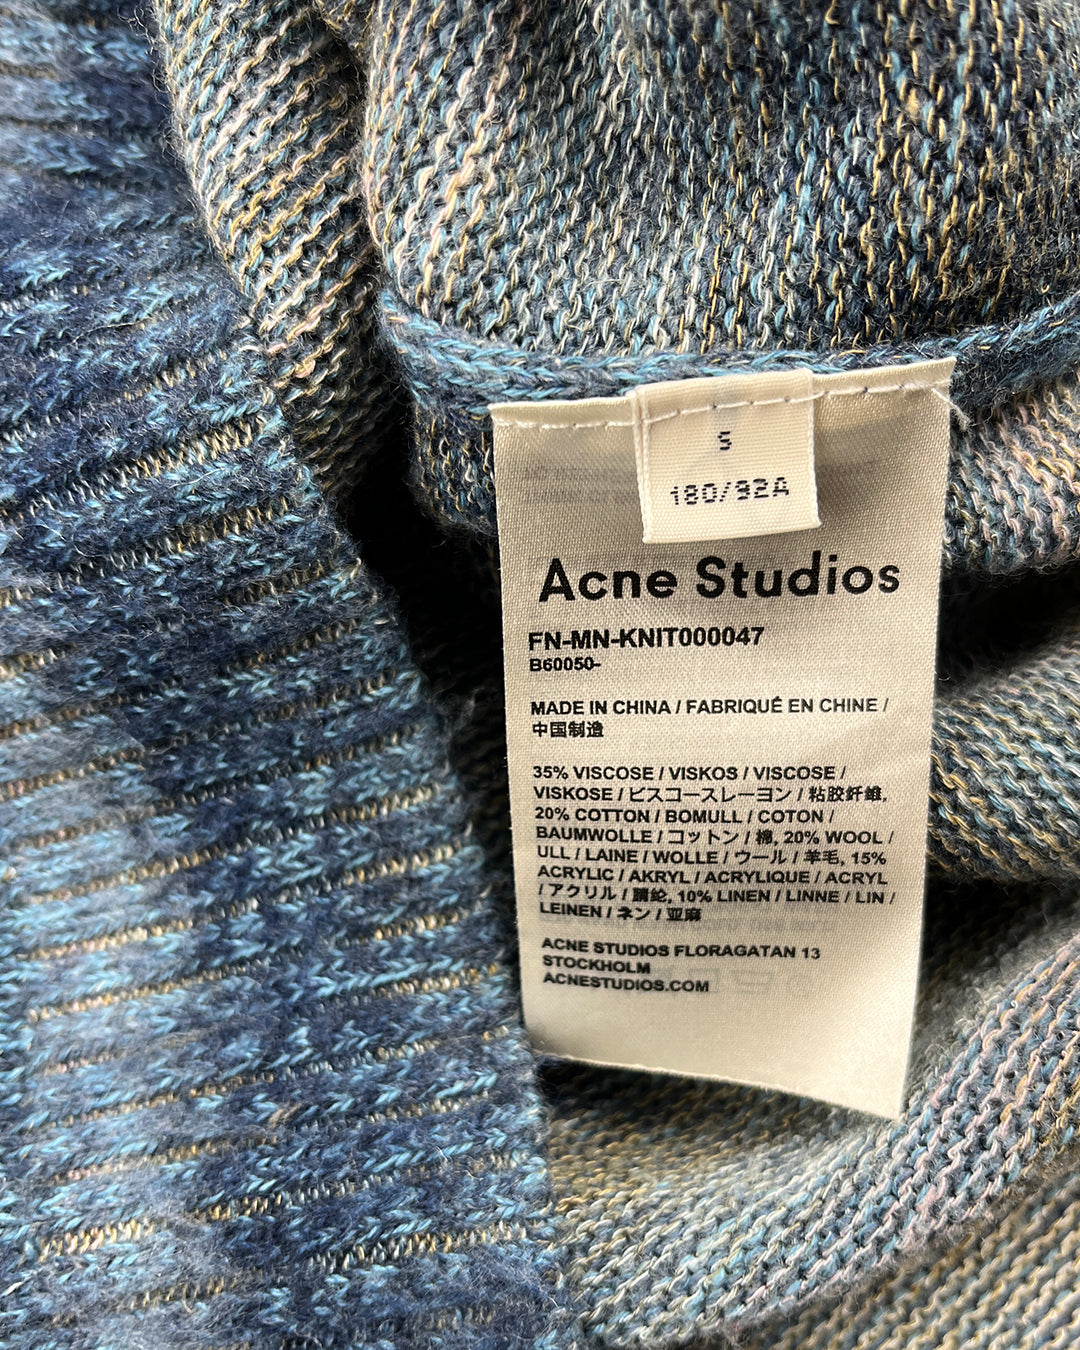 S
180/92A
Acne Studios
FN-MN-KNIT000047
B60050-
MADE IN CHINA / FABRIQUÉ EN CHINE /
中国制造
35% VISCOSE / VISKOS / VISCOSE /
VISKOSE / ビスコースレーヨン / 粘胶纤维,
20% COTTON / BOMULL / COTON /
BAUMWOLLE / コットン / 棉, 20% WOOL /
ULL / LAINE / WOLLE / ウール / 羊毛, 15%
ACRYLIC / AKRYL / ACRYLIQUE / ACRYL
/ アクリル / 腈纶, 10% LINEN / LINNE / LIN /
LEINEN / ネン / 亚麻
ACNE STUDIOS FLORAGATAN 13
STOCKHOLM
ACNESTUDIOS.COM